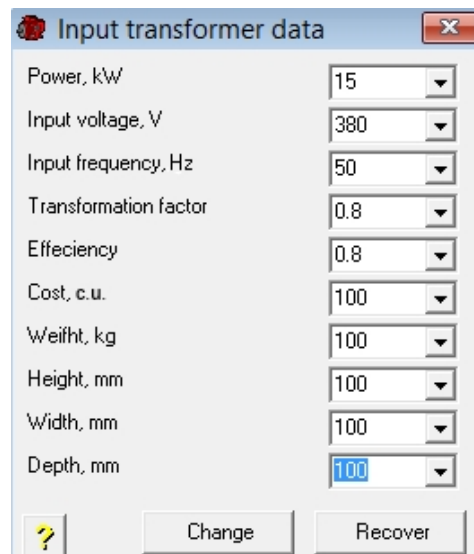 Input transformer data
Power, kW 15
Input voltage, V 380
Input frequency, Hz 50
Transformation factor 0.8
Effeciency 0.8
Cost, c.u. 100
Weifht, kg 100
Height, mm 100
Width, mm 100
Depth, mm 100
? Change Recover